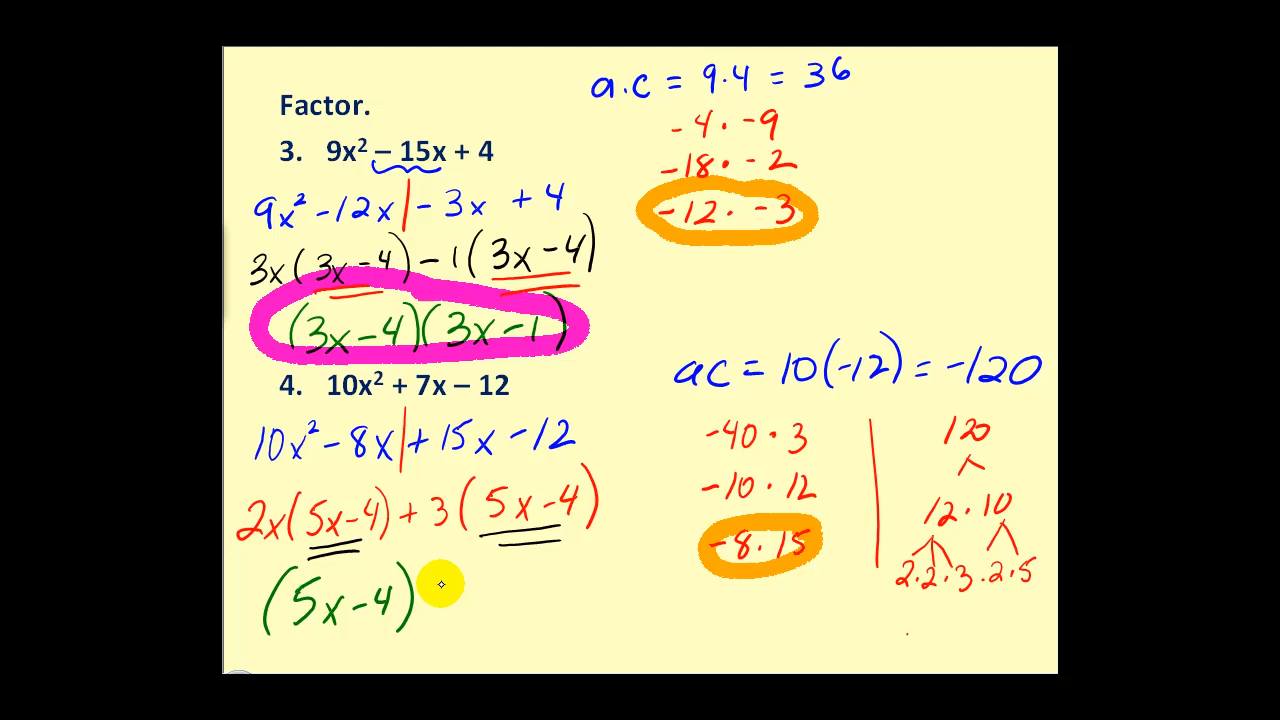 a.c = 9.4 = 36
Factor.
-4 · -9
3. 9x² – 15x + 4
-18 · -2
9x² -12x | - 3x + 4
-12 · -3
3x(3x-4) - 1(3x-4)
(3x-4)(3x-1)
ac = 10(-12) = -120
4. 10x² + 7x – 12
10x² - 8x | + 15x - 12
-40 · 3
120
-10 · 12
12 · 10
2x(5x-4) + 3(5x-4)
-8 · 15
2·2·3·2·5
(5x-4)